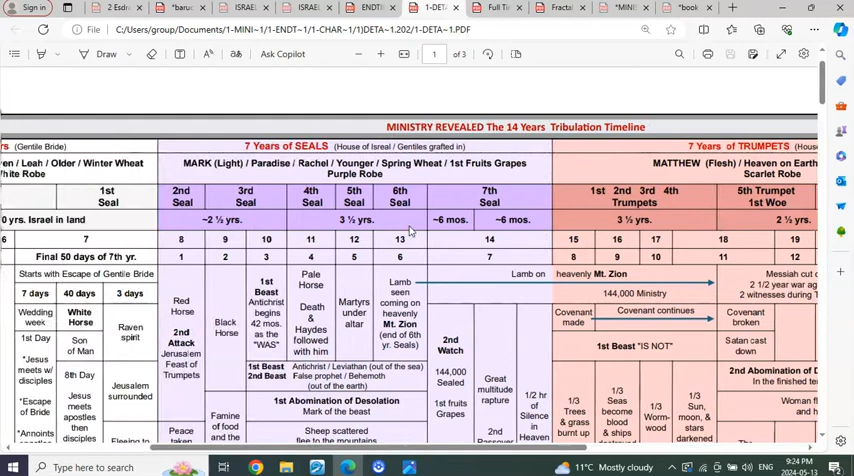 Sign in
2 Esdre
*baruc
ISRAEL
ISRAEL
ENDTIN
1-DETA
Full Tim
Fractal
*MINIS
*book
File
C:/Users/group/Documents/1-MINI~1/1-ENDT~1/1-CHAR~1/1)DETA~1.202/1-DETA~1.PDF
Draw
Ask Copilot
1 of 3
MINISTRY REVEALED The 14 Years Tribulation Timeline
rs (Gentile Bride) 7 Years of SEALS (House of Isreal / Gentiles grafted in) 7 Years of TRUMPETS (Hous
en / Leah / Older / Winter Wheat MARK (Light) / Paradise / Rachel / Younger / Spring Wheat / 1st Fruits Grapes MATTHEW (Flesh) / Heaven on Earth
hite Robe Purple Robe Scarlet Robe
1st Seal
2nd Seal
3rd Seal
4th Seal
5th Seal
6th Seal
7th Seal
1st 2nd 3rd 4th Trumpets
5th Trumpet 1st Woe
0 yrs. Israel in land ~2 ½ yrs. 3 ½ yrs. ~6 mos. ~6 mos. 3 ½ yrs. 2 ½ yrs.
6 7 8 9 10 11 12 13 14 15 16 17 18 19
Final 50 days of 7th yr. 1 2 3 4 5 6 7 8 9 10 11 12
Starts with Escape of Gentile Bride
7 days 40 days 3 days
Wedding week
1st Day
*Jesus meets w/ disciples
*Escape of Bride
*Annoints
White Horse
Son of Man
8th Day
Jesus meets apostles then disciples
Raven spirit
Jerusalem surrounded
Fleeing to
Red Horse
2nd Attack
Jerusalem
Feast of Trumpets
Peace taken
Black Horse
Famine of food and the
1st Beast
Antichrist begins 42 mos. as the "WAS"
Pale Horse
Death & Haydes followed with him
Martyrs under altar
Lamb seen coming on heavenly Mt. Zion (end of 6th yr. Seals)
1st Beast Antichrist / Leviathan (out of the sea)
2nd Beast False prophet / Behemoth (out of the earth)
1st Abomination of Desolation
Mark of the beast
Sheep scattered
flee to the mountains
Lamb on heavenly Mt. Zion
144,000 Ministry
2nd Watch
144,000 Sealed
1st fruits Grapes
Great multitude rapture
2nd Passover
1/2 hr of Silence in Heaven
Covenant made
Covenant continues
1st Beast "IS NOT"
1/3 Trees & grass burnt up
1/3 Seas become blood & ships destroyed
1/3 Worm-wood
1/3 Sun, moon, & stars darkened
Messiah cut o
2 1/2 year war ag
2 witnesses during T
Covenant broken
Satan cast down
2nd Abomination of D
In the finished te
Woman f
and h
Type here to search
11°C Mostly cloudy
9:24 PM
2024-05-13